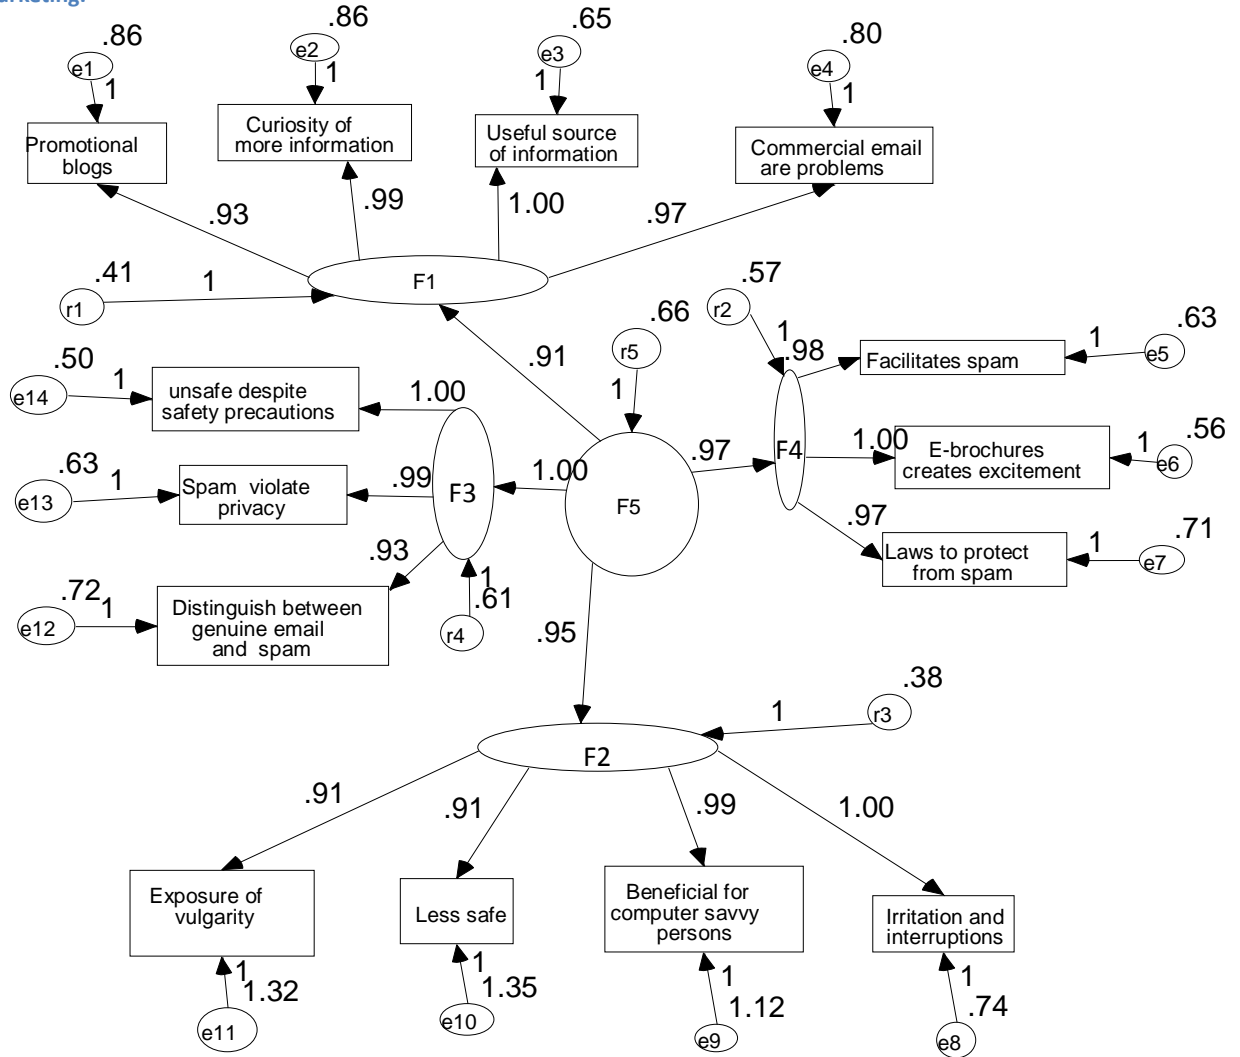 .86
e1
1
Promotional
blogs
.86
e2
1
Curiosity of
more information
.65
e3
1
Useful source
of information
.80
e4
1
Commercial email
are problems
.93
.99
1.00
.97
F1
.41
r1
1
.91
.66
r5
1
.57
r2
1
.98
Facilitates spam
1
.63
e5
.50
e14
1
unsafe despite
safety precautions
1.00
.63
e13
1
Spam violate
privacy
.99
F3
1.00
F5
.97
F4
1.00
E-brochures
creates excitement
1
.56
e6
.97
Laws to protect
from spam
1
.71
e7
.93
.72
1
e12
Distinguish between
genuine email
and spam
1
.61
r4
.95
.38
r3
1
F2
.91
.91
.99
1.00
Exposure of
vulgarity
Less safe
Beneficial for
computer savvy
persons
Irritation and
interruptions
1
1.32
e11
1
1.35
e10
1
1.12
e9
1
.74
e8